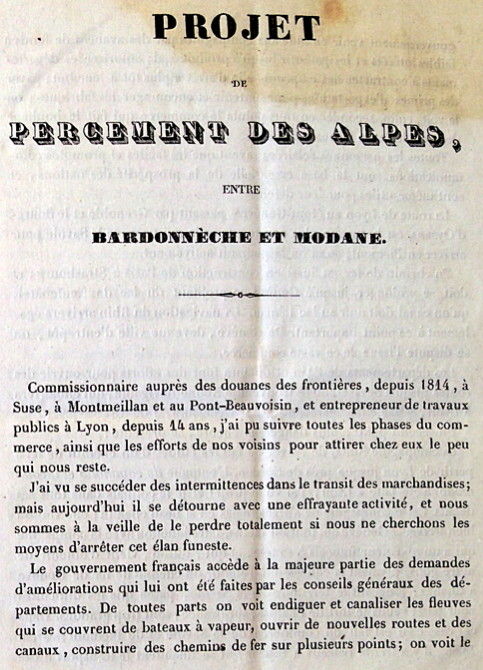 PROJET
DE
PERCEMENT DES ALPES,
ENTRE
BARDONNÈCHE ET MODANE.
Commissionnaire auprès des douanes des frontières, depuis 1814, à
Suse, à Montmeillan et au Pont-Beauvoisin, et entrepreneur de travaux
publics à Lyon, depuis 14 ans, j'ai pu suivre toutes les phases du com-
merce, ainsi que les efforts de nos voisins pour attirer chez eux le peu
qui nous reste.
J'ai vu se succéder des intermittences dans le transit des marchandises;
mais aujourd'hui il se détourne avec une effrayante activité, et nous
sommes à la veille de le perdre totalement si nous ne cherchons les
moyens d'arrêter cet élan funeste.
Le gouvernement français accède à la majeure partie des demandes
d'améliorations qui lui ont été faites par les conseils généraux des dé-
partements. De toutes parts on voit endiguer et canaliser les fleuves
qui se couvrent de bateaux à vapeur, ouvrir de nouvelles routes et des
canaux, construire des chemins de fer sur plusieurs points; on voit le